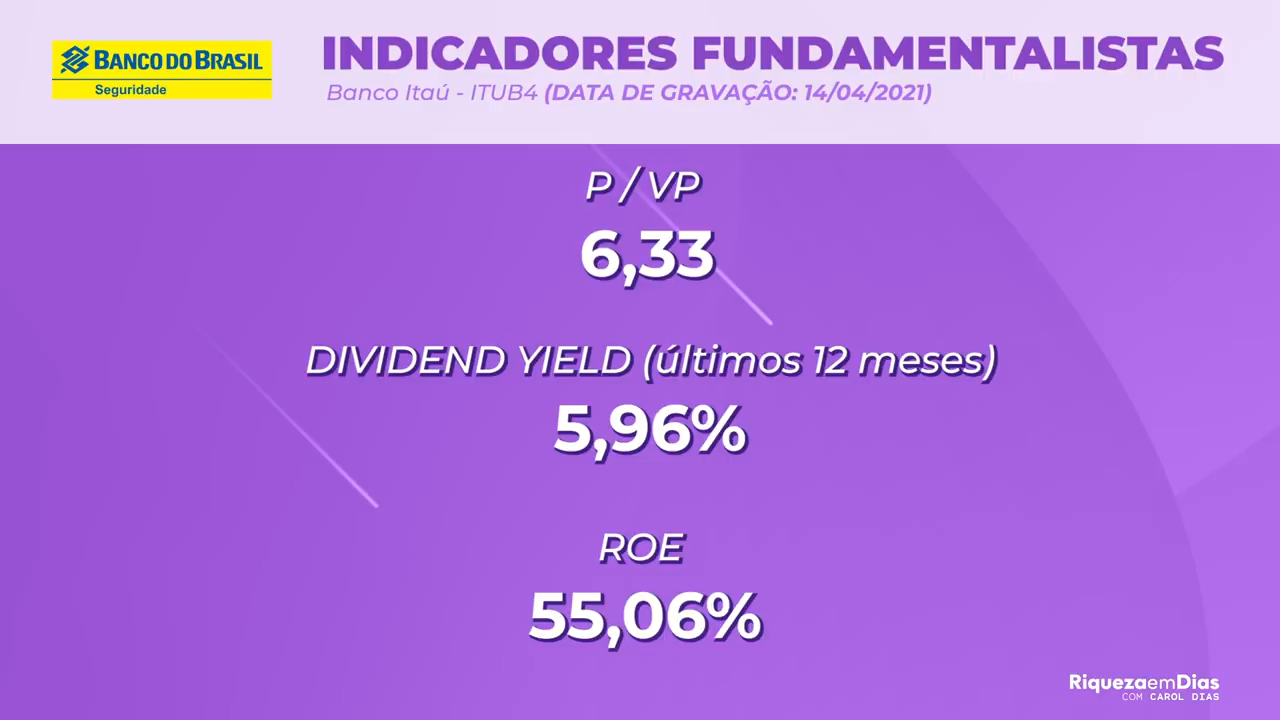 BANCO DO BRASIL
Seguridade
INDICADORES FUNDAMENTALISTAS
Banco Itaú - ITUB4 (DATA DE GRAVAÇÃO: 14/04/2021)
P / VP
6,33
DIVIDEND YIELD (últimos 12 meses)
5,96%
ROE
55,06%
RiquezaemDias
COM CAROL DIAS